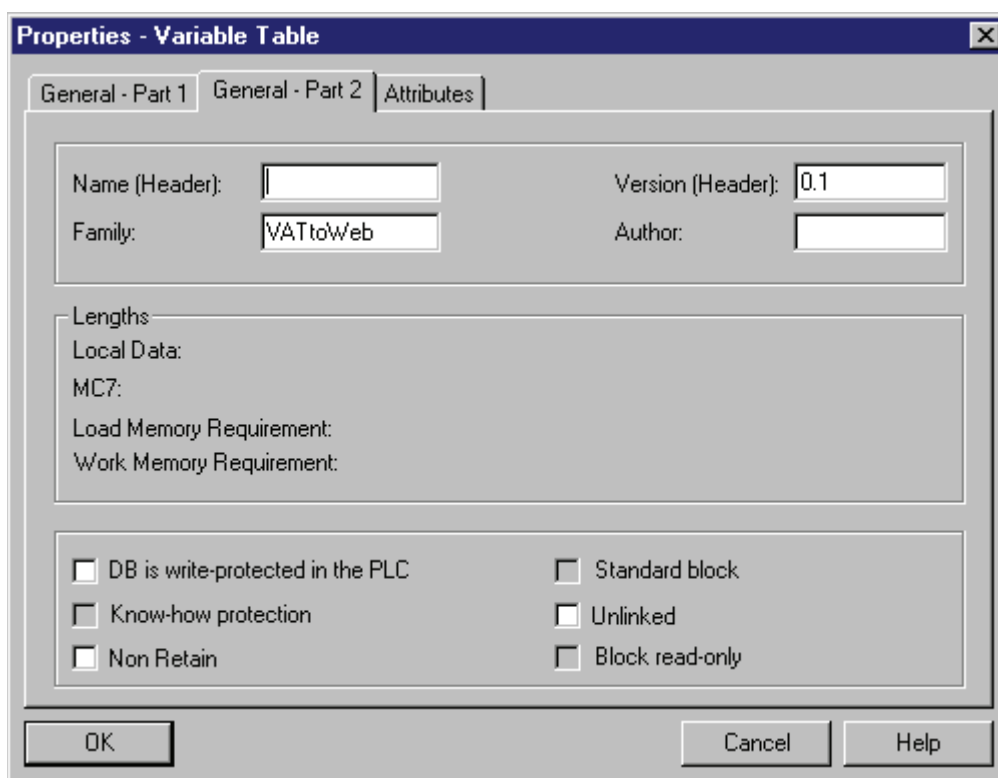 Properties - Variable Table
General - Part 1 General - Part 2 Attributes
Name (Header): Version (Header): 0.1
Family: VATtoWeb Author:
Lengths
Local Data:
MC7:
Load Memory Requirement:
Work Memory Requirement:
DB is write-protected in the PLC Standard block
Know-how protection Unlinked
Non Retain Block read-only
OK Cancel Help